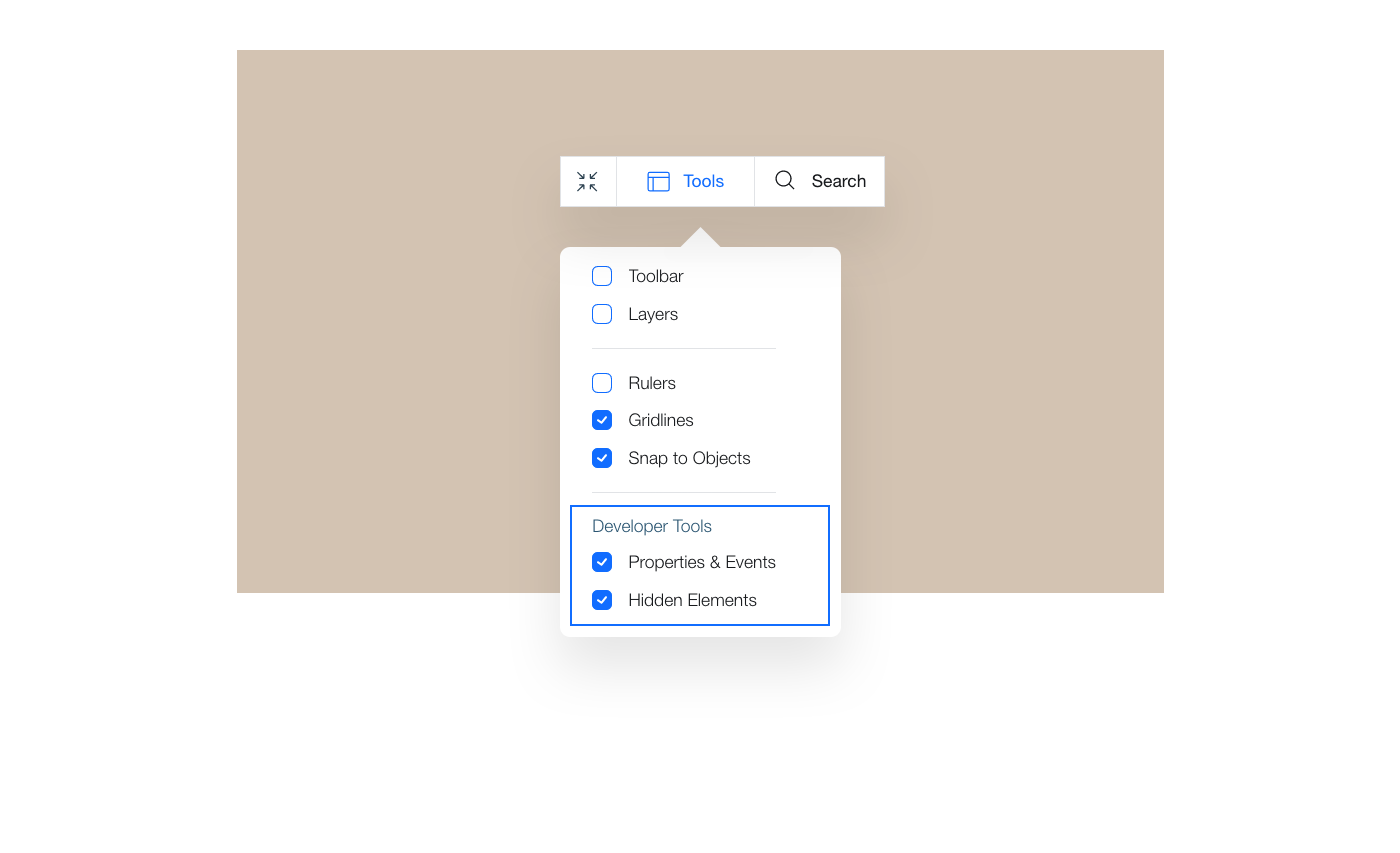 Tools
Search
Toolbar
Layers
Rulers
Gridlines
Snap to Objects
Developer Tools
Properties & Events
Hidden Elements